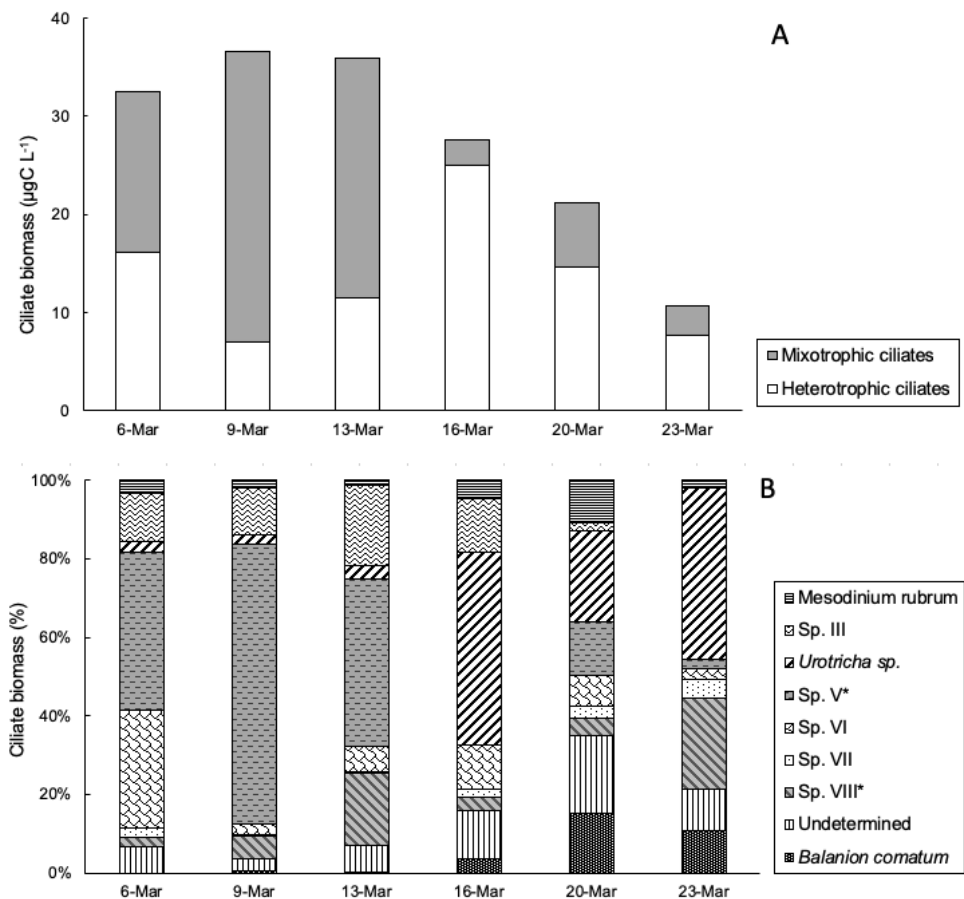 A
40
30
20
10
0
Ciliate biomass (µgC L⁻¹)
6-Mar 9-Mar 13-Mar 16-Mar 20-Mar 23-Mar
Mixotrophic ciliates
Heterotrophic ciliates
B
100%
80%
60%
40%
20%
0%
Ciliate biomass (%)
6-Mar 9-Mar 13-Mar 16-Mar 20-Mar 23-Mar
Mesodinium rubrum
Sp. III
Urotricha sp.
Sp. V*
Sp. VI
Sp. VII
Sp. VIII*
Undetermined
Balanion comatum